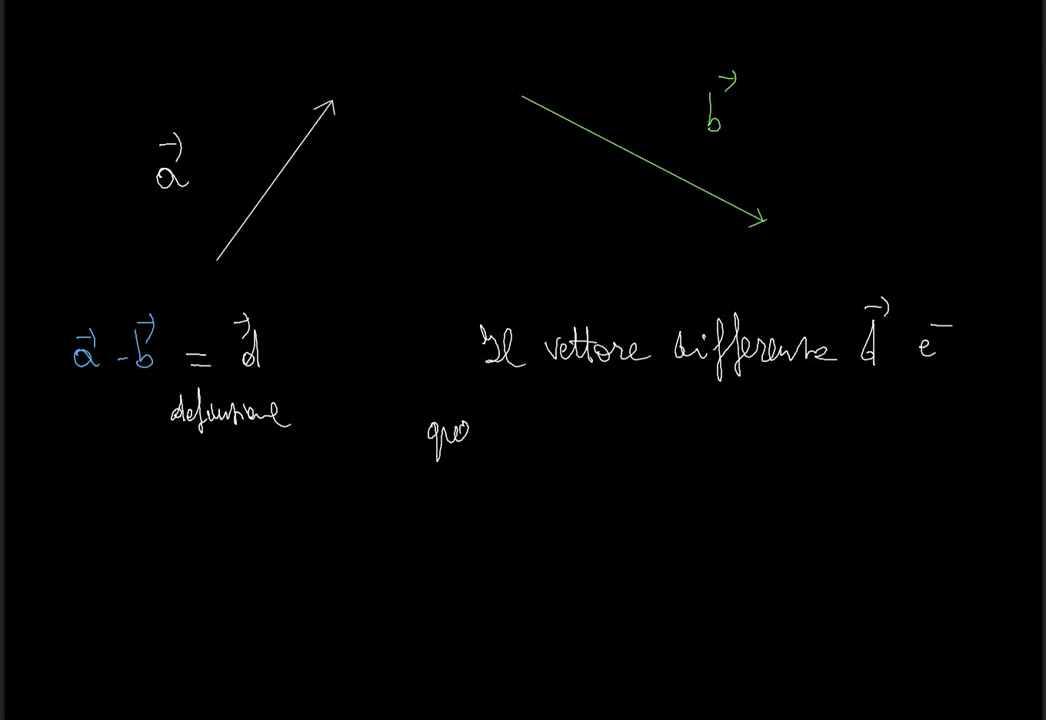 a⃗
b⃗
a⃗ - b⃗ = d⃗
definizione
Il vettore differenza d⃗ è